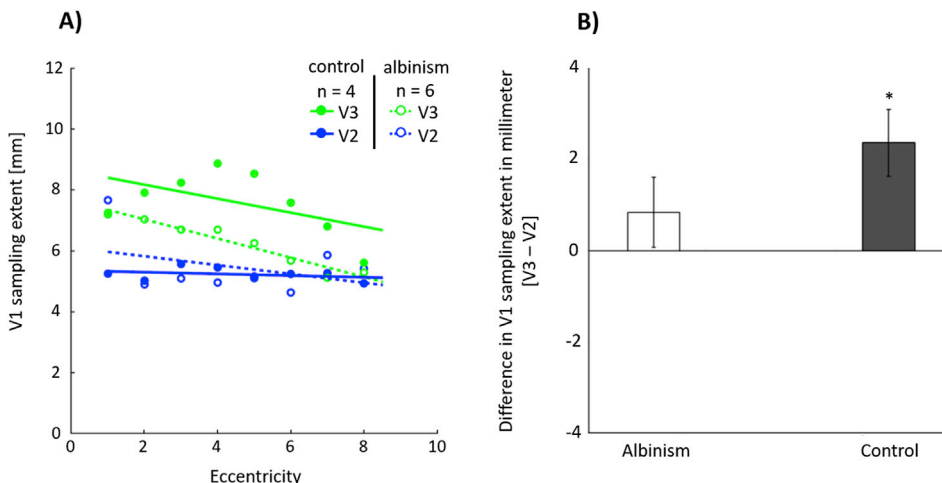 A)
V1 sampling extent [mm]
12
10
8
6
4
2
0
0 2 4 6 8 10
Eccentricity
control albinism
n = 4 n = 6
V3 V3
V2 V2
B)
Difference in V1 sampling extent in millimeter
[V3 – V2]
4
2
0
-2
-4
*
Albinism Control